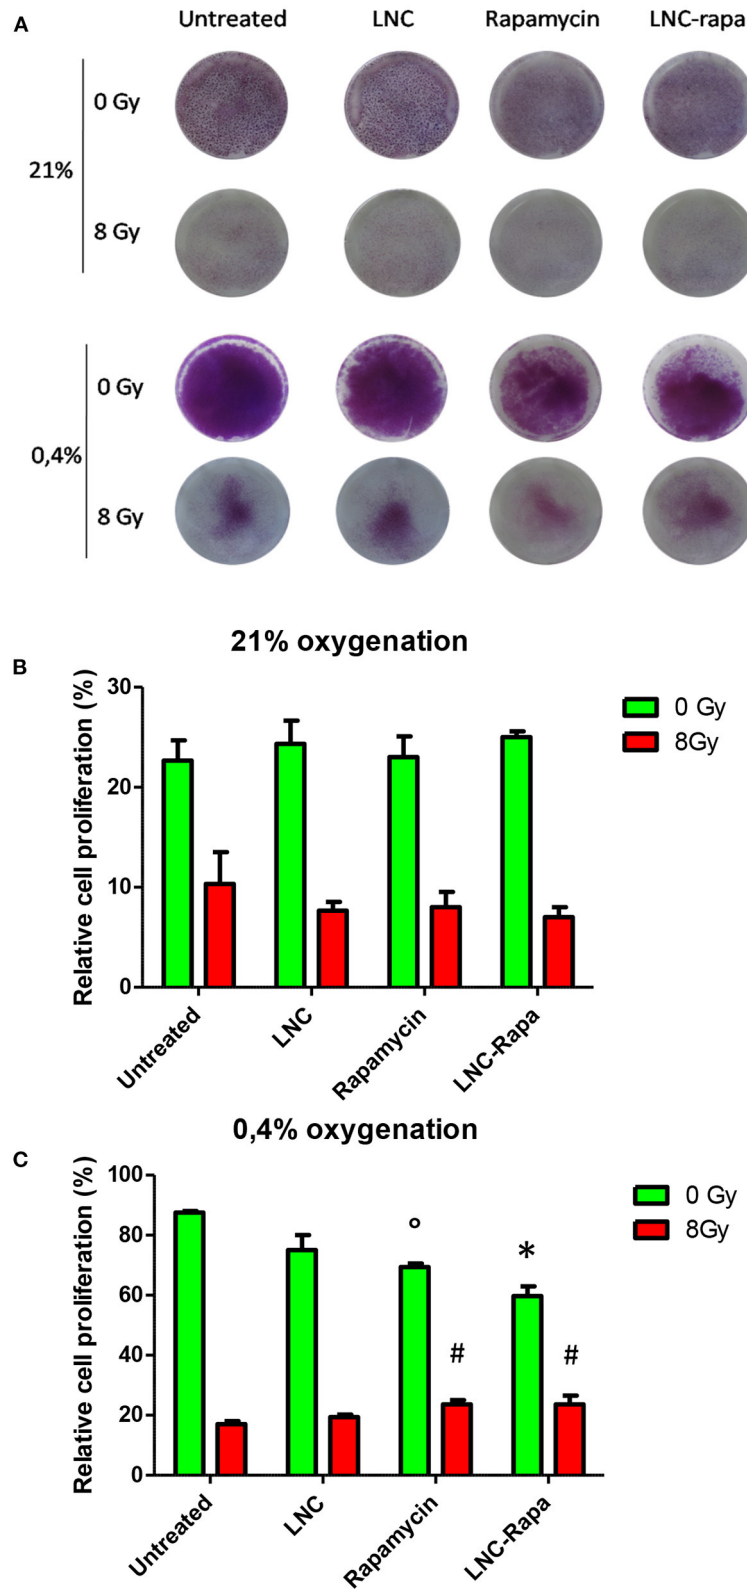 A
Untreated LNC Rapamycin LNC-rapa
0 Gy
21%
8 Gy
0 Gy
0,4%
8 Gy
21% oxygenation
B
Relative cell proliferation (%)
30
20
10
0
0 Gy
8Gy
Untreated LNC Rapamycin LNC-Rapa
0,4% oxygenation
C
Relative cell proliferation (%)
100
80
60
40
20
0
° *
# #
0 Gy
8Gy
Untreated LNC Rapamycin LNC-Rapa